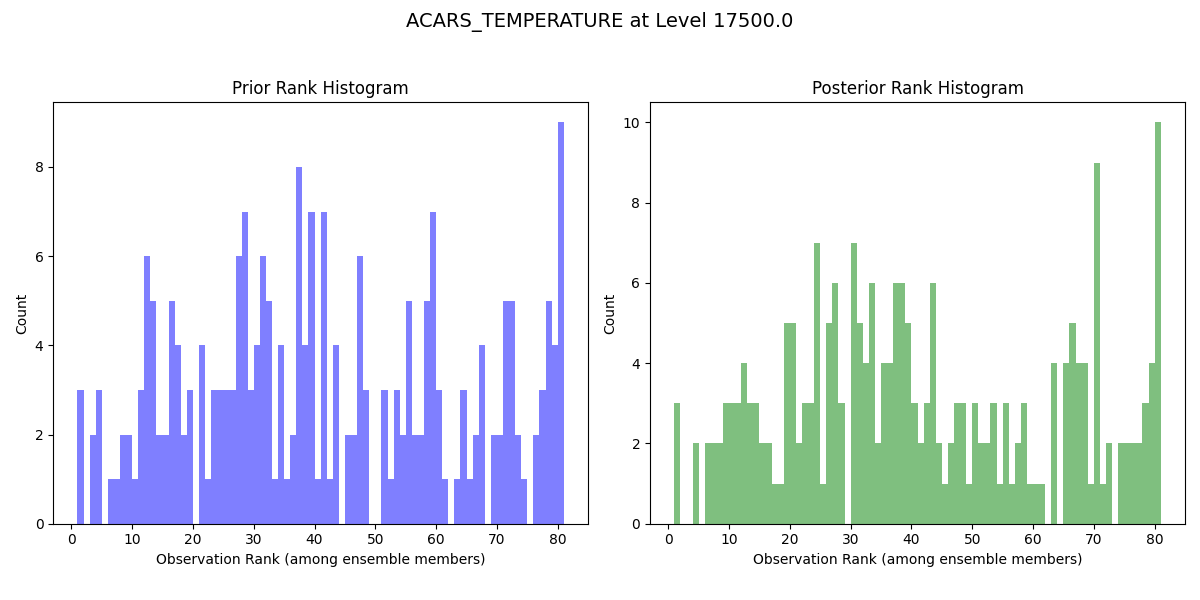 ACARS_TEMPERATURE at Level 17500.0
Prior Rank Histogram
Count
0
2
4
6
8
0 10 20 30 40 50 60 70 80
Observation Rank (among ensemble members)
Posterior Rank Histogram
Count
0
2
4
6
8
10
0 10 20 30 40 50 60 70 80
Observation Rank (among ensemble members)